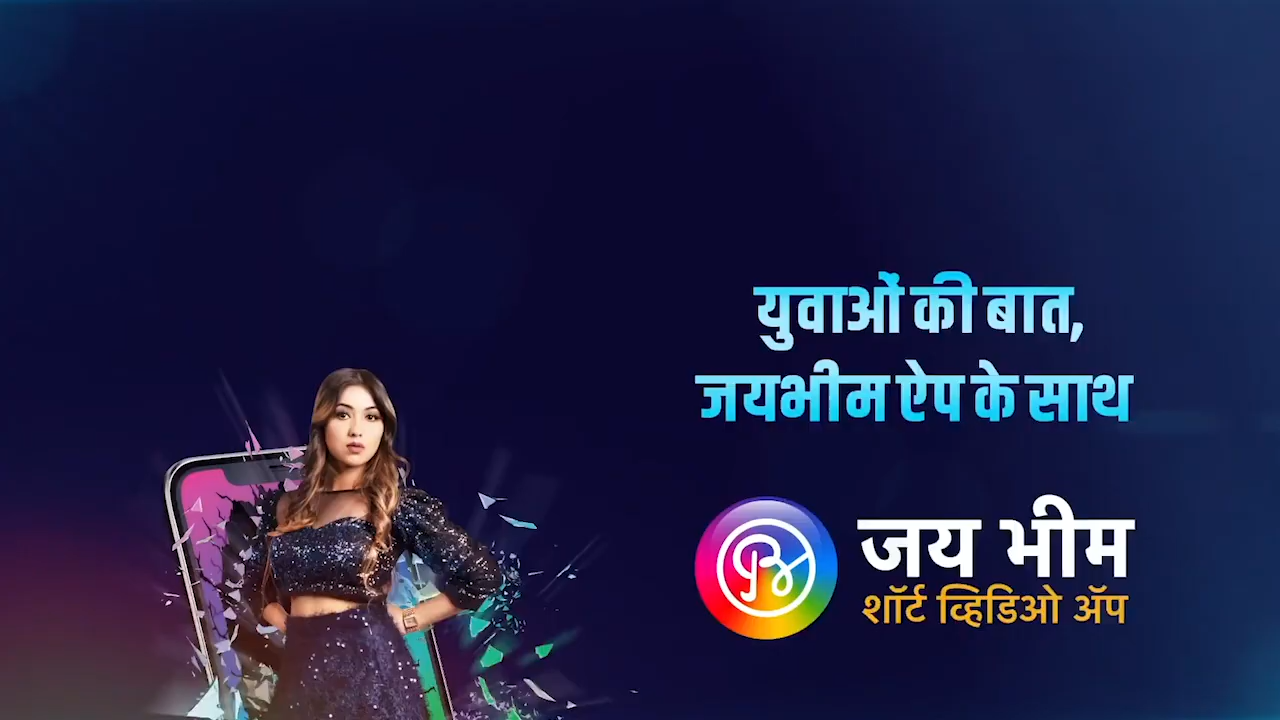 युवाओं की बात,
जयभीम ऐप के साथ
जय भीम
शॉर्ट व्हिडिओ ॲप